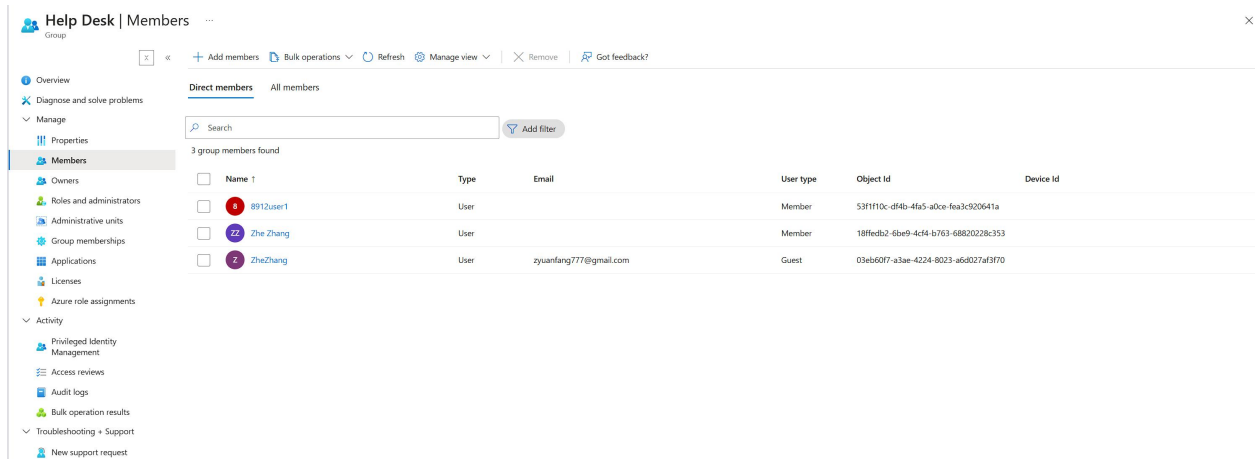 Help Desk | Members ...
Group
Add members Bulk operations Refresh Manage view Remove Got feedback?
Overview
Diagnose and solve problems
Manage
Properties
Members
Owners
Roles and administrators
Administrative units
Group memberships
Applications
Licenses
Azure role assignments
Activity
Privileged Identity
Management
Access reviews
Audit logs
Bulk operation results
Troubleshooting + Support
New support request
Direct members All members
Search Add filter
3 group members found
Name ↑ Type Email User type Object Id Device Id
8 8912user1 User Member 53f1f10c-df4b-4fa5-a0ce-fea3c920641a
ZZ Zhe Zhang User Member 18ffedb2-6be9-4cf4-b763-68820228c353
Z ZheZhang User zyuanfang777@gmail.com Guest 03eb60f7-a3ae-4224-8023-a6d027af3f70